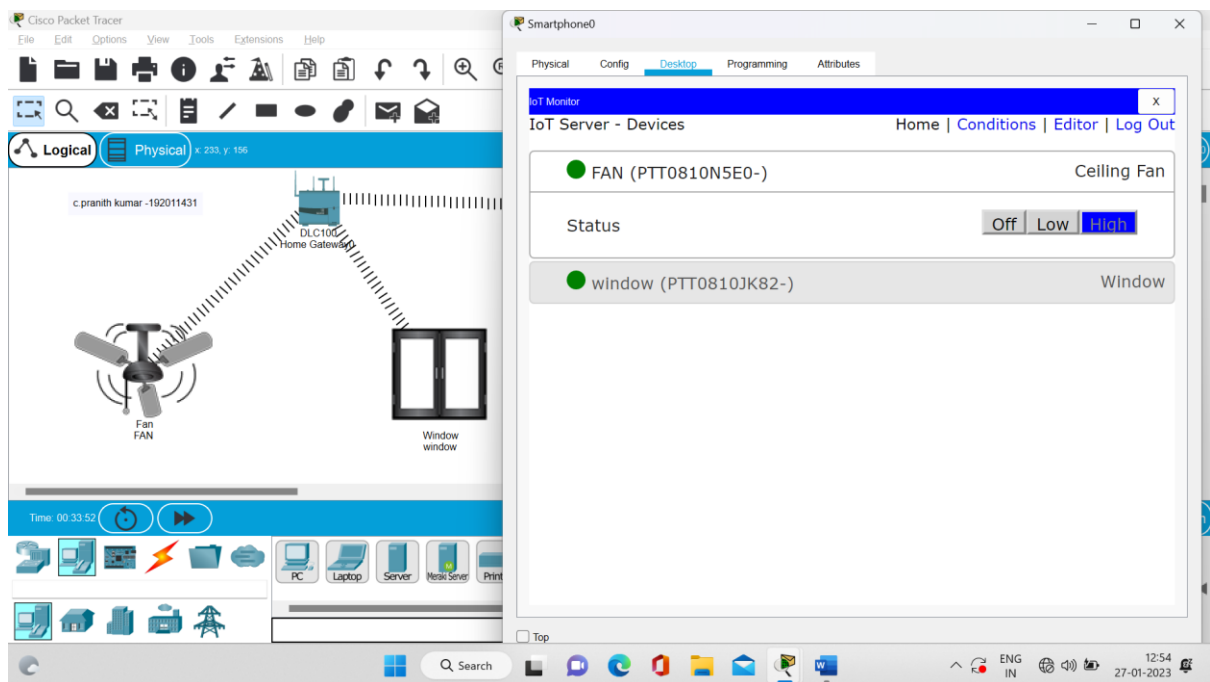 Cisco Packet Tracer
File Edit Options View Tools Extensions Help
Logical Physical x: 233, y: 156
c.pranith kumar -192011431
DLC100
Home Gateway0
Fan
FAN
Window
window
Time: 00:33:52
PC Laptop Server Meraki Server Print
Smartphone0
Physical Config Desktop Programming Attributes
IoT Monitor X
IoT Server - Devices Home | Conditions | Editor | Log Out
FAN (PTT0810N5E0-) Ceiling Fan
Status Off Low High
window (PTT0810JK82-) Window
Top
Search
ENG 12:54
IN 27-01-2023